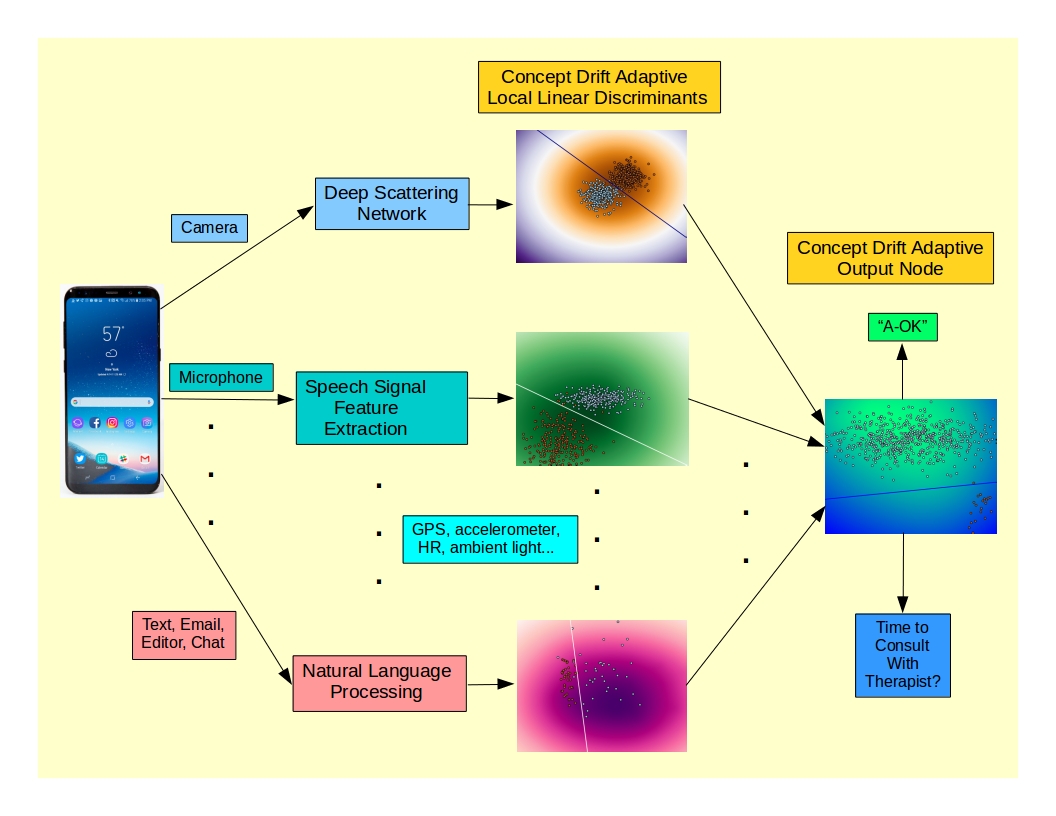 Concept Drift Adaptive
Local Linear Discriminants
Deep Scattering
Network
Camera
Concept Drift Adaptive
Output Node
57°
“A-OK”
Microphone
Speech Signal
Feature
Extraction
GPS, accelerometer,
HR, ambient light...
Text, Email,
Editor, Chat
Natural Language
Processing
Time to
Consult
With
Therapist?